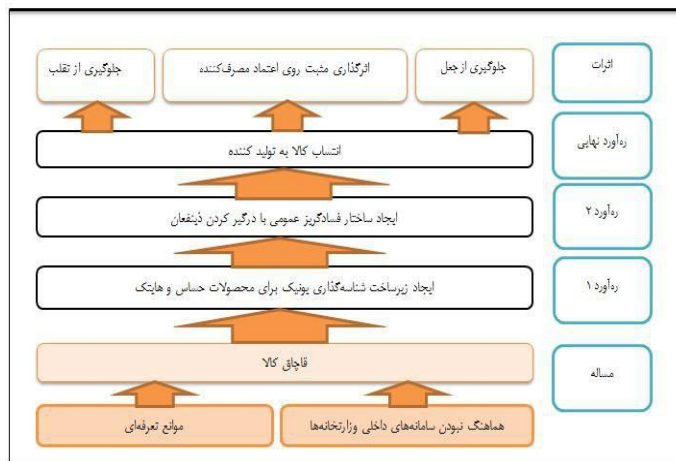 اثرات
جلوگیری از جعل
اثرگذاری مثبت روی اعتماد مصرف‌کننده
جلوگیری از تقلب
ره‌آورد نهایی
انتساب کالا به تولید کننده
ره‌آورد ۲
ایجاد ساختار فسادگریز عمومی با درگیر کردن ذینفعان
ره‌آورد ۱
ایجاد زیرساخت شناسه‌گذاری یونیک برای محصولات حساس و هایتک
مساله
قاچاق کالا
هماهنگ نبودن سامانه‌های داخلی وزارتخانه‌ها
موانع تعرفه‌ای